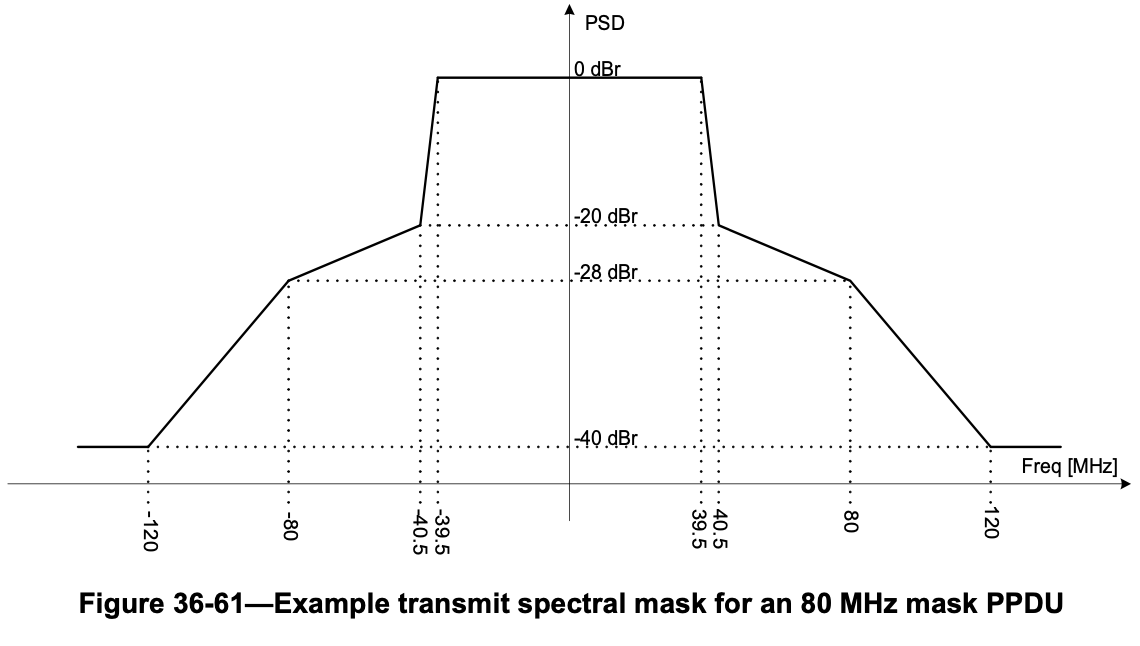 PSD
0 dBr
-20 dBr
-28 dBr
-40 dBr
Freq [MHz]
-120
-80
-40.5
-39.5
39.5
40.5
80
120
Figure 36-61—Example transmit spectral mask for an 80 MHz mask PPDU